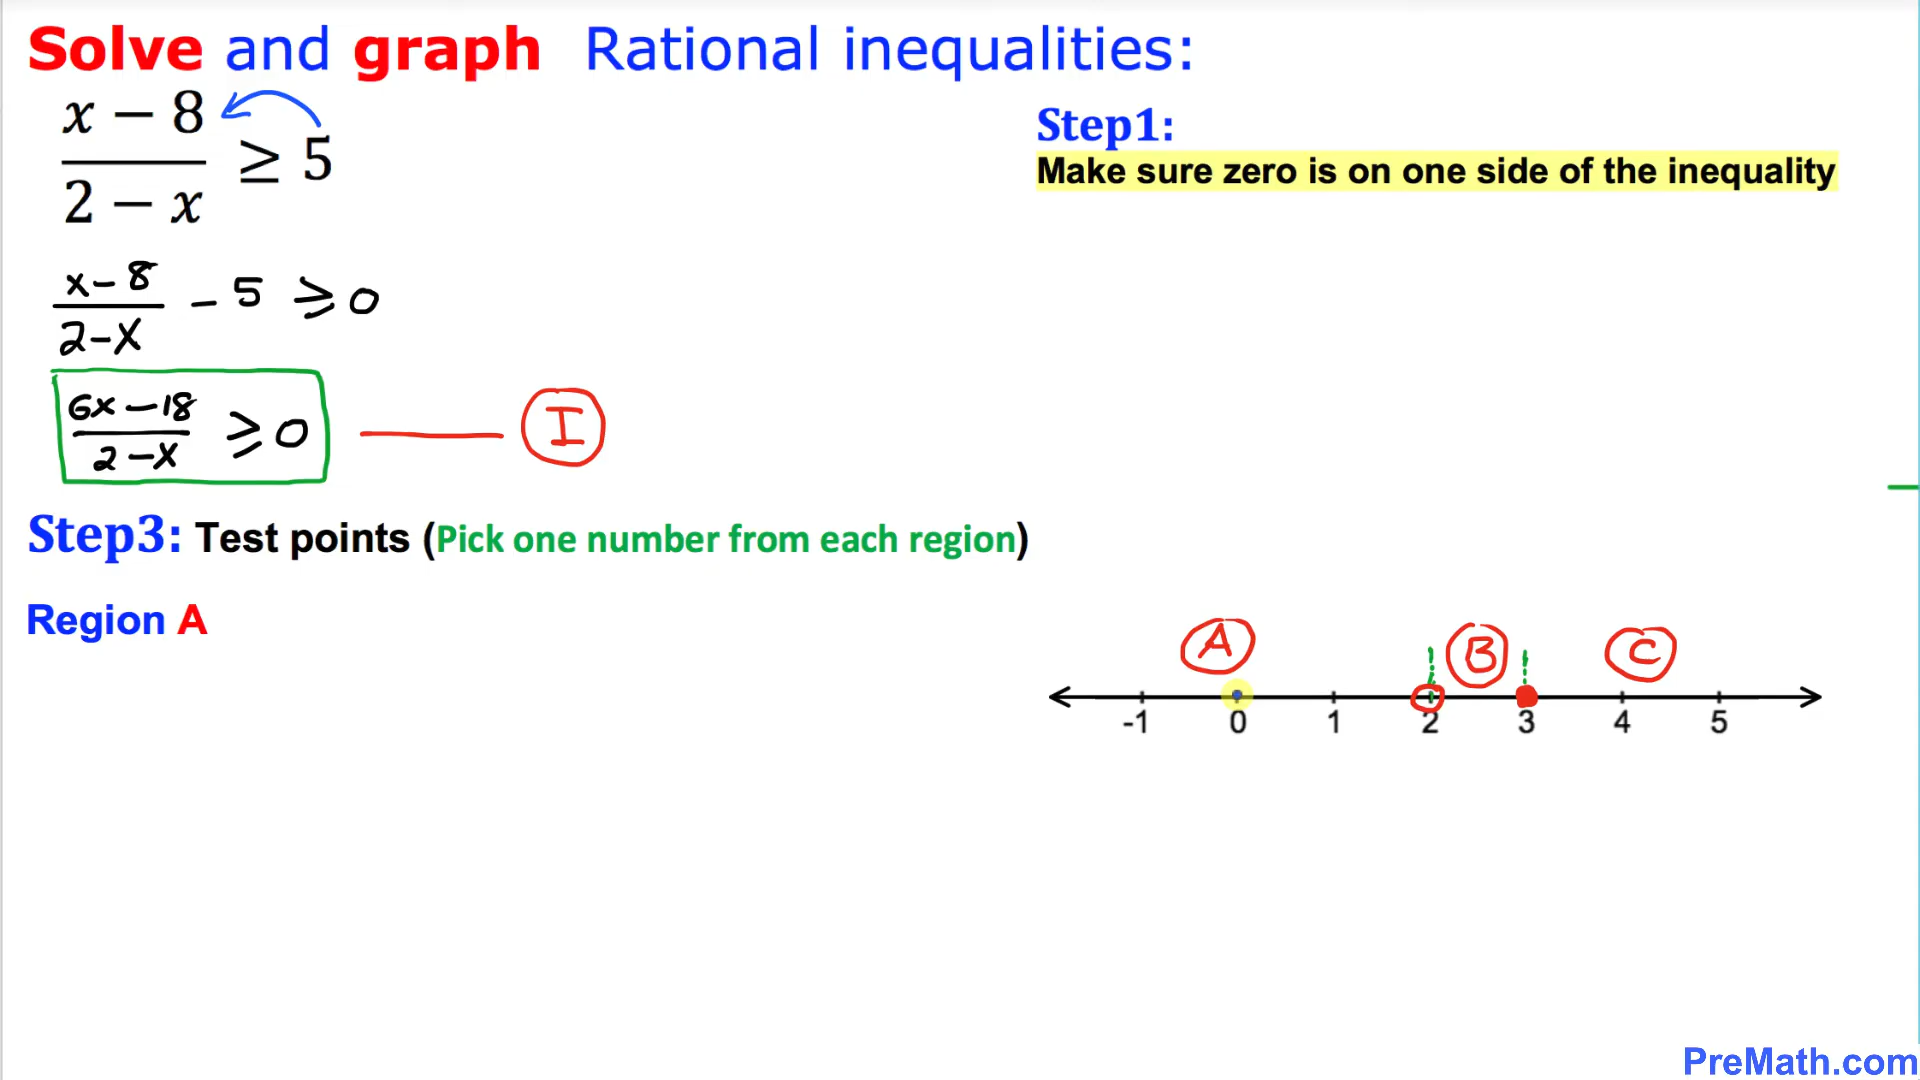 Solve and graph Rational inequalities:
x − 8
≥ 5
2 − x
Step1:
Make sure zero is on one side of the inequality
x-8
- 5 ≥ 0
2-x
6x-18
≥ 0
2-x
I
Step3: Test points (Pick one number from each region)
Region A
A
B
C
-1 0 1 2 3 4 5
PreMath.com